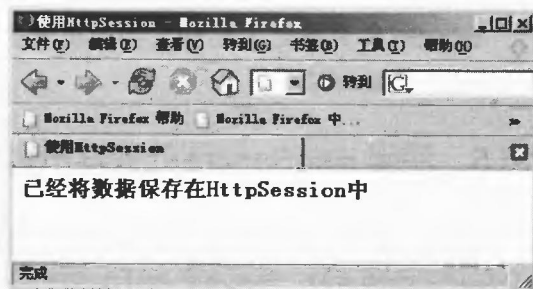 使用HttpSession - Mozilla Firefox
文件(F) 编辑(E) 查看(V) 转到(G) 书签(B) 工具(T) 帮助(H)
转到
Mozilla Firefox 帮助 Mozilla Firefox 中...
使用HttpSession
已经将数据保存在HttpSession中
完成